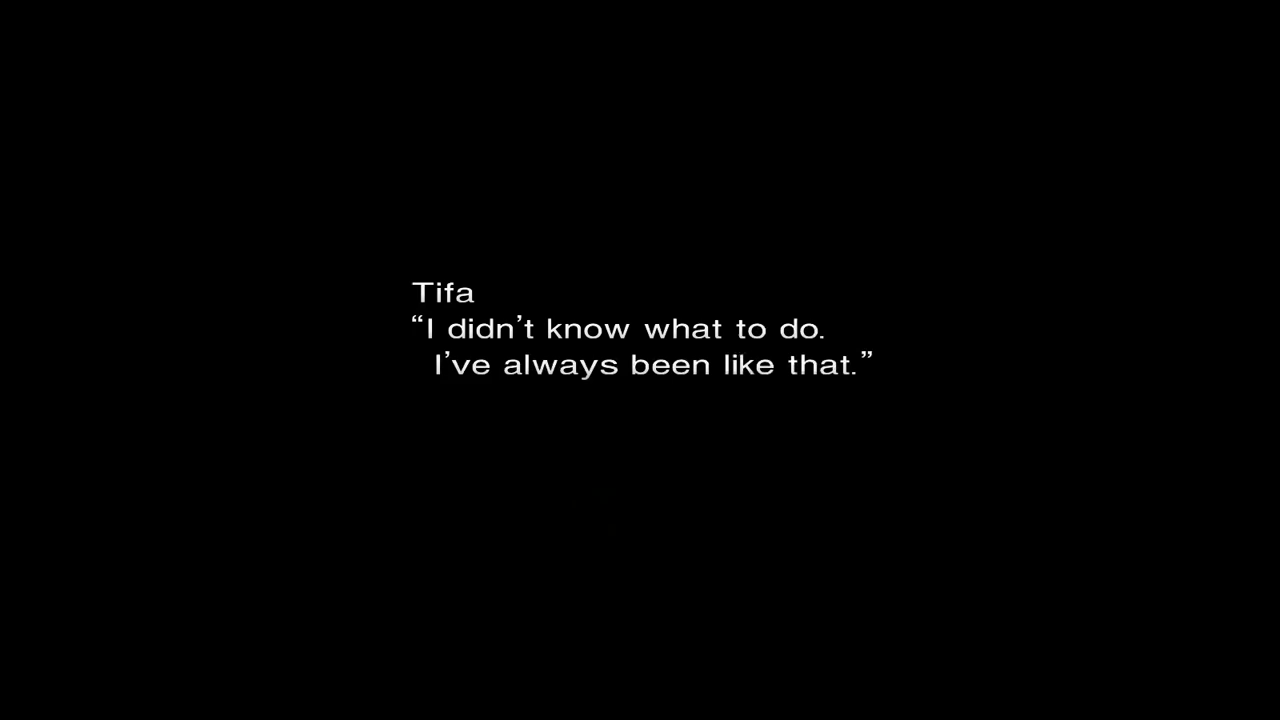 Tifa
“I didn’t know what to do.
I’ve always been like that.”